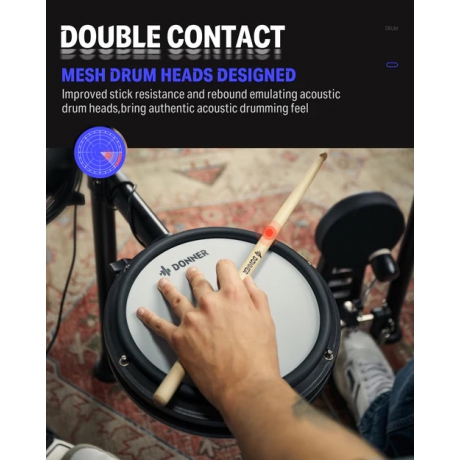 DOUBLE CONTACT
MESH DRUM HEADS DESIGNED
Improved stick resistance and rebound emulating acoustic
drum heads,bring authentic acoustic drumming feel
DONNER
DONNER